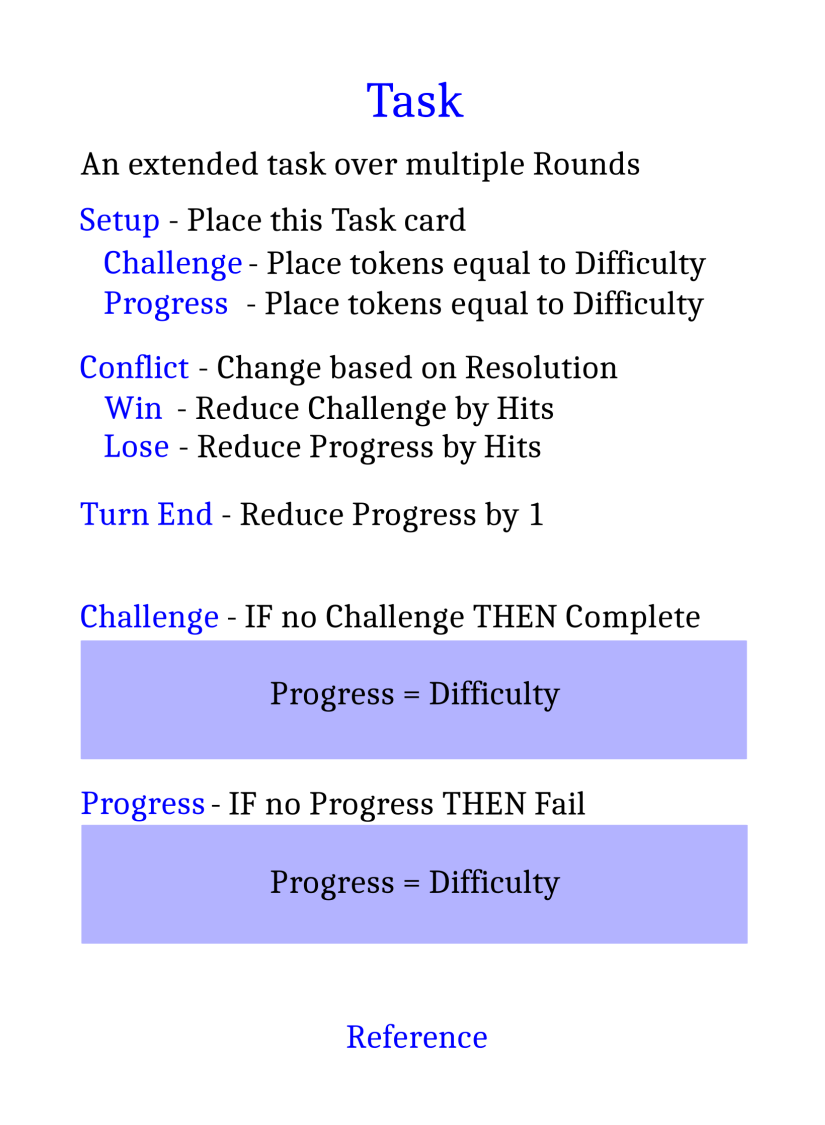 Task
An extended task over multiple Rounds
Setup - Place this Task card
Challenge - Place tokens equal to Difficulty
Progress - Place tokens equal to Difficulty
Conflict - Change based on Resolution
Win - Reduce Challenge by Hits
Lose - Reduce Progress by Hits
Turn End - Reduce Progress by 1
Challenge - IF no Challenge THEN Complete
Progress = Difficulty
Progress - IF no Progress THEN Fail
Progress = Difficulty
Reference